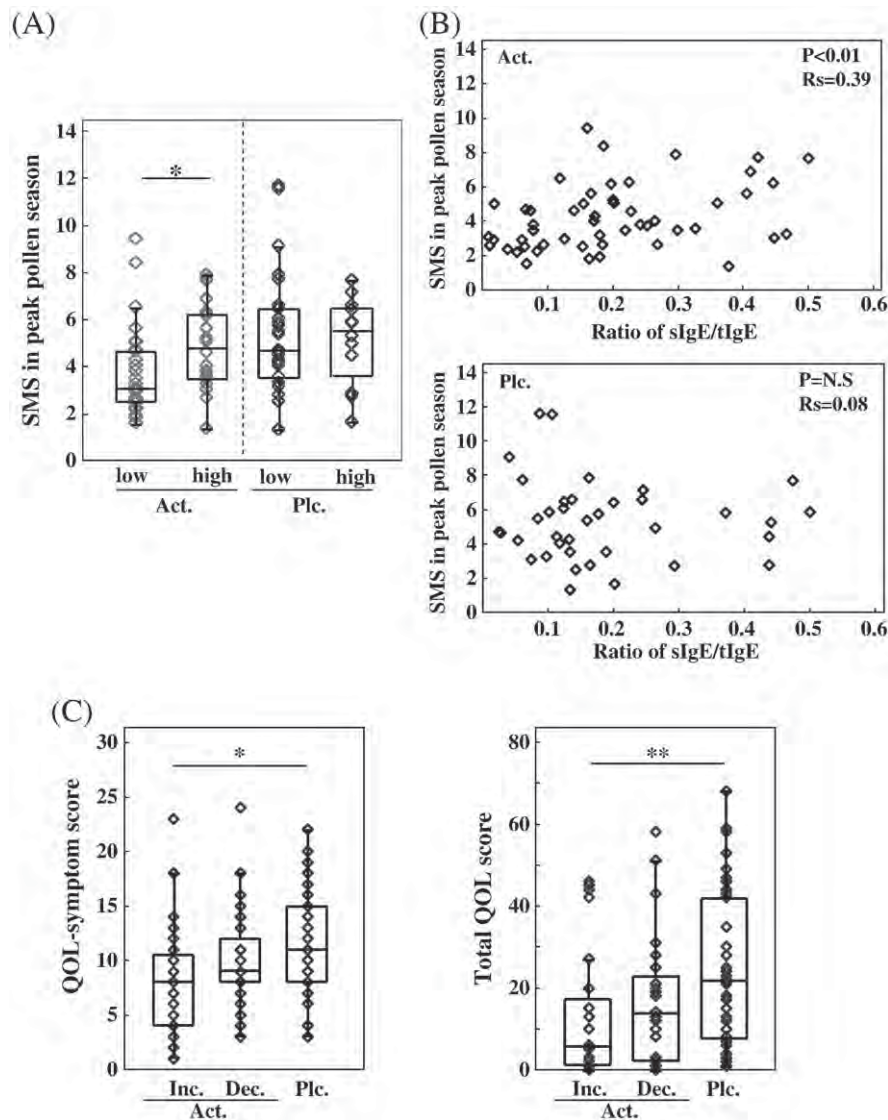 (A)
SMS in peak pollen season
14
12
10
8
6
4
2
0
*
low high low high
Act. Plc.
(B)
SMS in peak pollen season
14
12
10
8
6
4
2
0
Act.
P<0.01
Rs=0.39
0.1 0.2 0.3 0.4 0.5 0.6
Ratio of sIgE/tIgE
SMS in peak pollen season
14
12
10
8
6
4
2
0
Plc.
P=N.S
Rs=0.08
0.1 0.2 0.3 0.4 0.5 0.6
Ratio of sIgE/tIgE
(C)
QOL-symptom score
30
25
20
15
10
5
0
*
Inc. Dec. Plc.
Act.
Total QOL score
80
60
40
20
0
**
Inc. Dec. Plc.
Act.